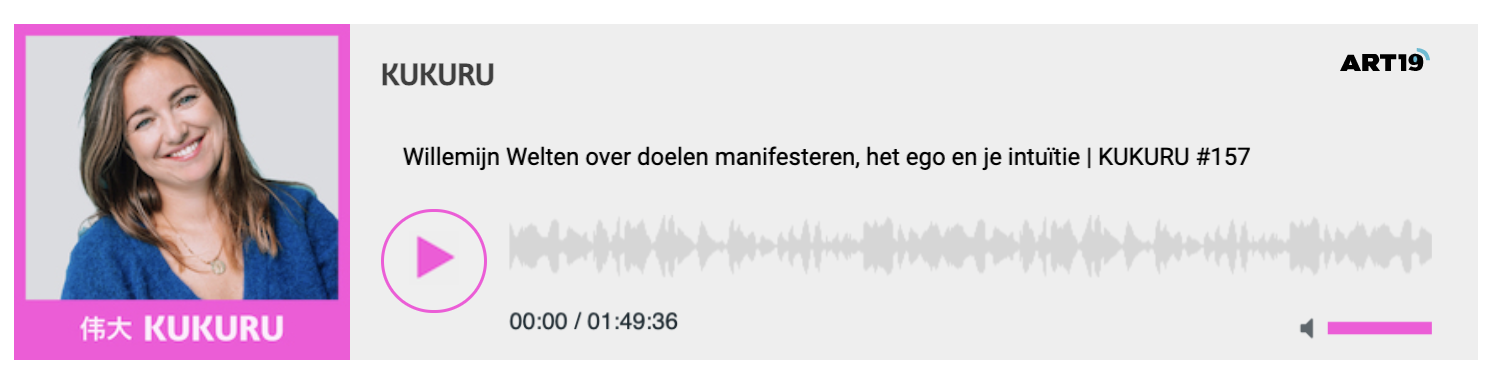 KUKURU
ART19
Willemijn Welten over doelen manifesteren, het ego en je intuïtie | KUKURU #157
00:00 / 01:49:36
伟大 KUKURU